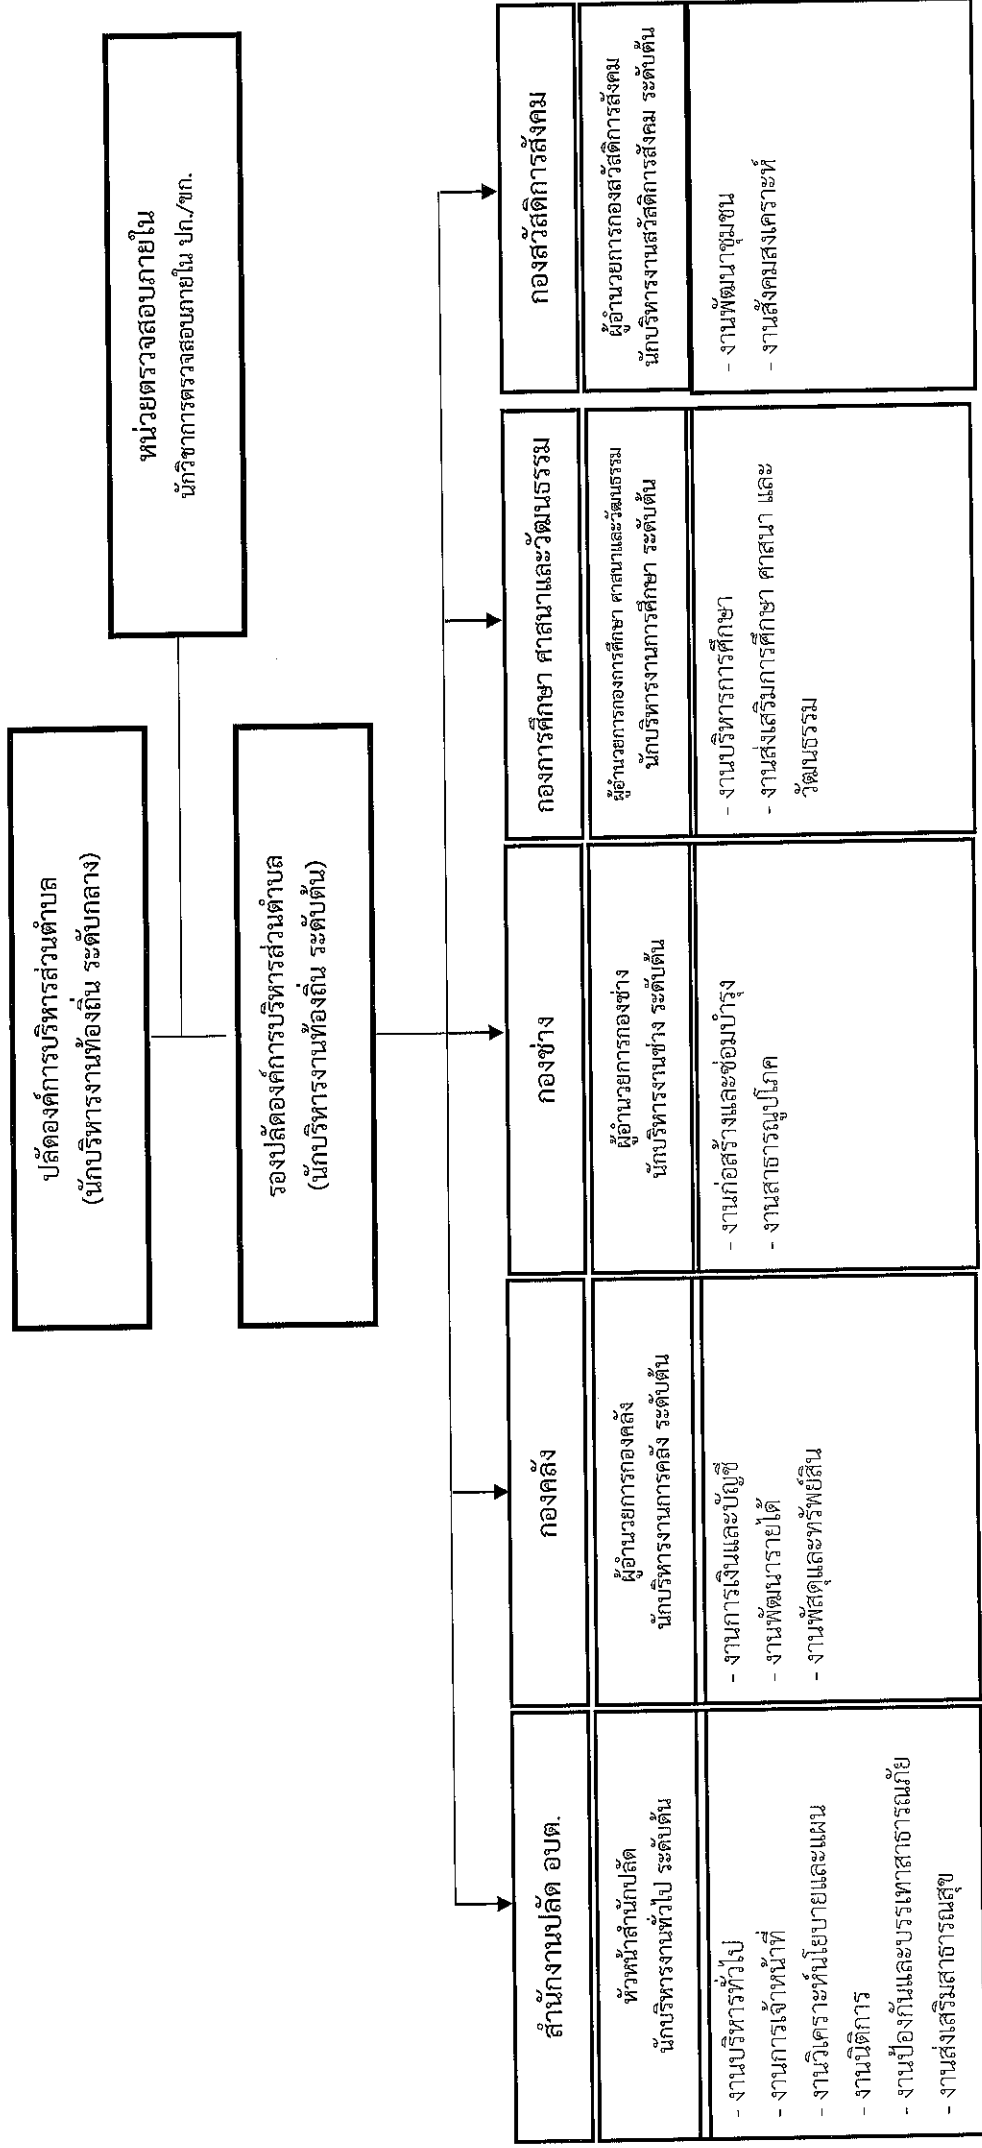 ปลัดองค์การบริหารส่วนตำบล
(นักบริหารงานท้องถิ่น ระดับกลาง)
หน่วยตรวจสอบภายใน
นักวิชาการตรวจสอบภายใน ปก./ชก.
รองปลัดองค์การบริหารส่วนตำบล
(นักบริหารงานท้องถิ่น ระดับต้น)
สำนักงานปลัด อบต.
หัวหน้าสำนักปลัด
นักบริหารงานทั่วไป ระดับต้น
- งานบริหารทั่วไป
- งานการเจ้าหน้าที่
- งานวิเคราะห์นโยบายและแผน
- งานนิติการ
- งานป้องกันและบรรเทาสาธารณภัย
- งานส่งเสริมสาธารณสุข
กองคลัง
ผู้อำนวยการกองคลัง
นักบริหารงานการคลัง ระดับต้น
- งานการเงินและบัญชี
- งานพัฒนารายได้
- งานพัสดุและทรัพย์สิน
กองช่าง
ผู้อำนวยการกองช่าง
นักบริหารงานช่าง ระดับต้น
- งานก่อสร้างและซ่อมบำรุง
- งานสาธารณูปโภค
กองการศึกษา ศาสนาและวัฒนธรรม
ผู้อำนวยการกองการศึกษา ศาสนาและวัฒนธรรม
นักบริหารงานการศึกษา ระดับต้น
- งานบริหารการศึกษา
- งานส่งเสริมการศึกษา ศาสนา และ
วัฒนธรรม
กองสวัสดิการสังคม
ผู้อำนวยการกองสวัสดิการสังคม
นักบริหารงานสวัสดิการสังคม ระดับต้น
- งานพัฒนาชุมชน
- งานสังคมสงเคราะห์